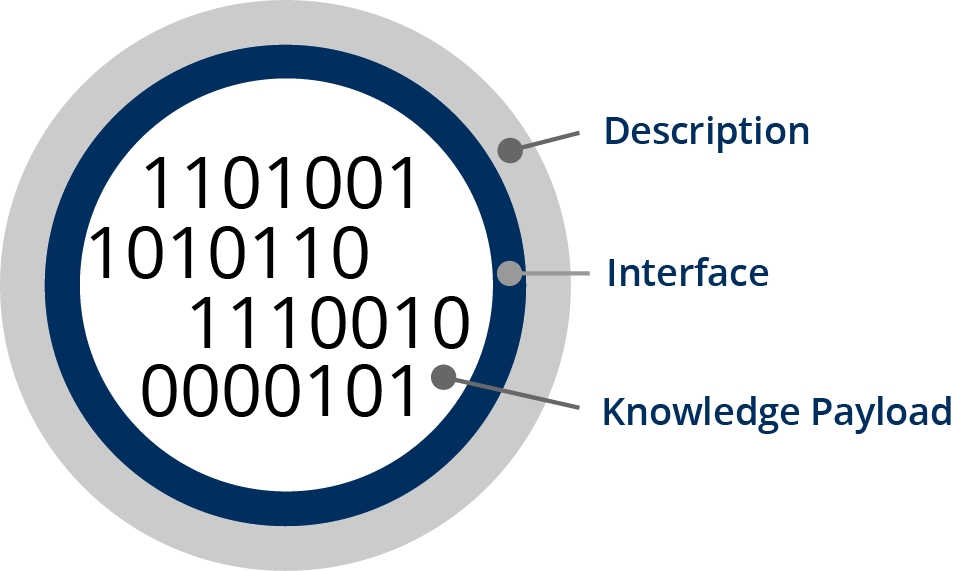 1101001
1010110
1110010
0000101
Description
Interface
Knowledge Payload